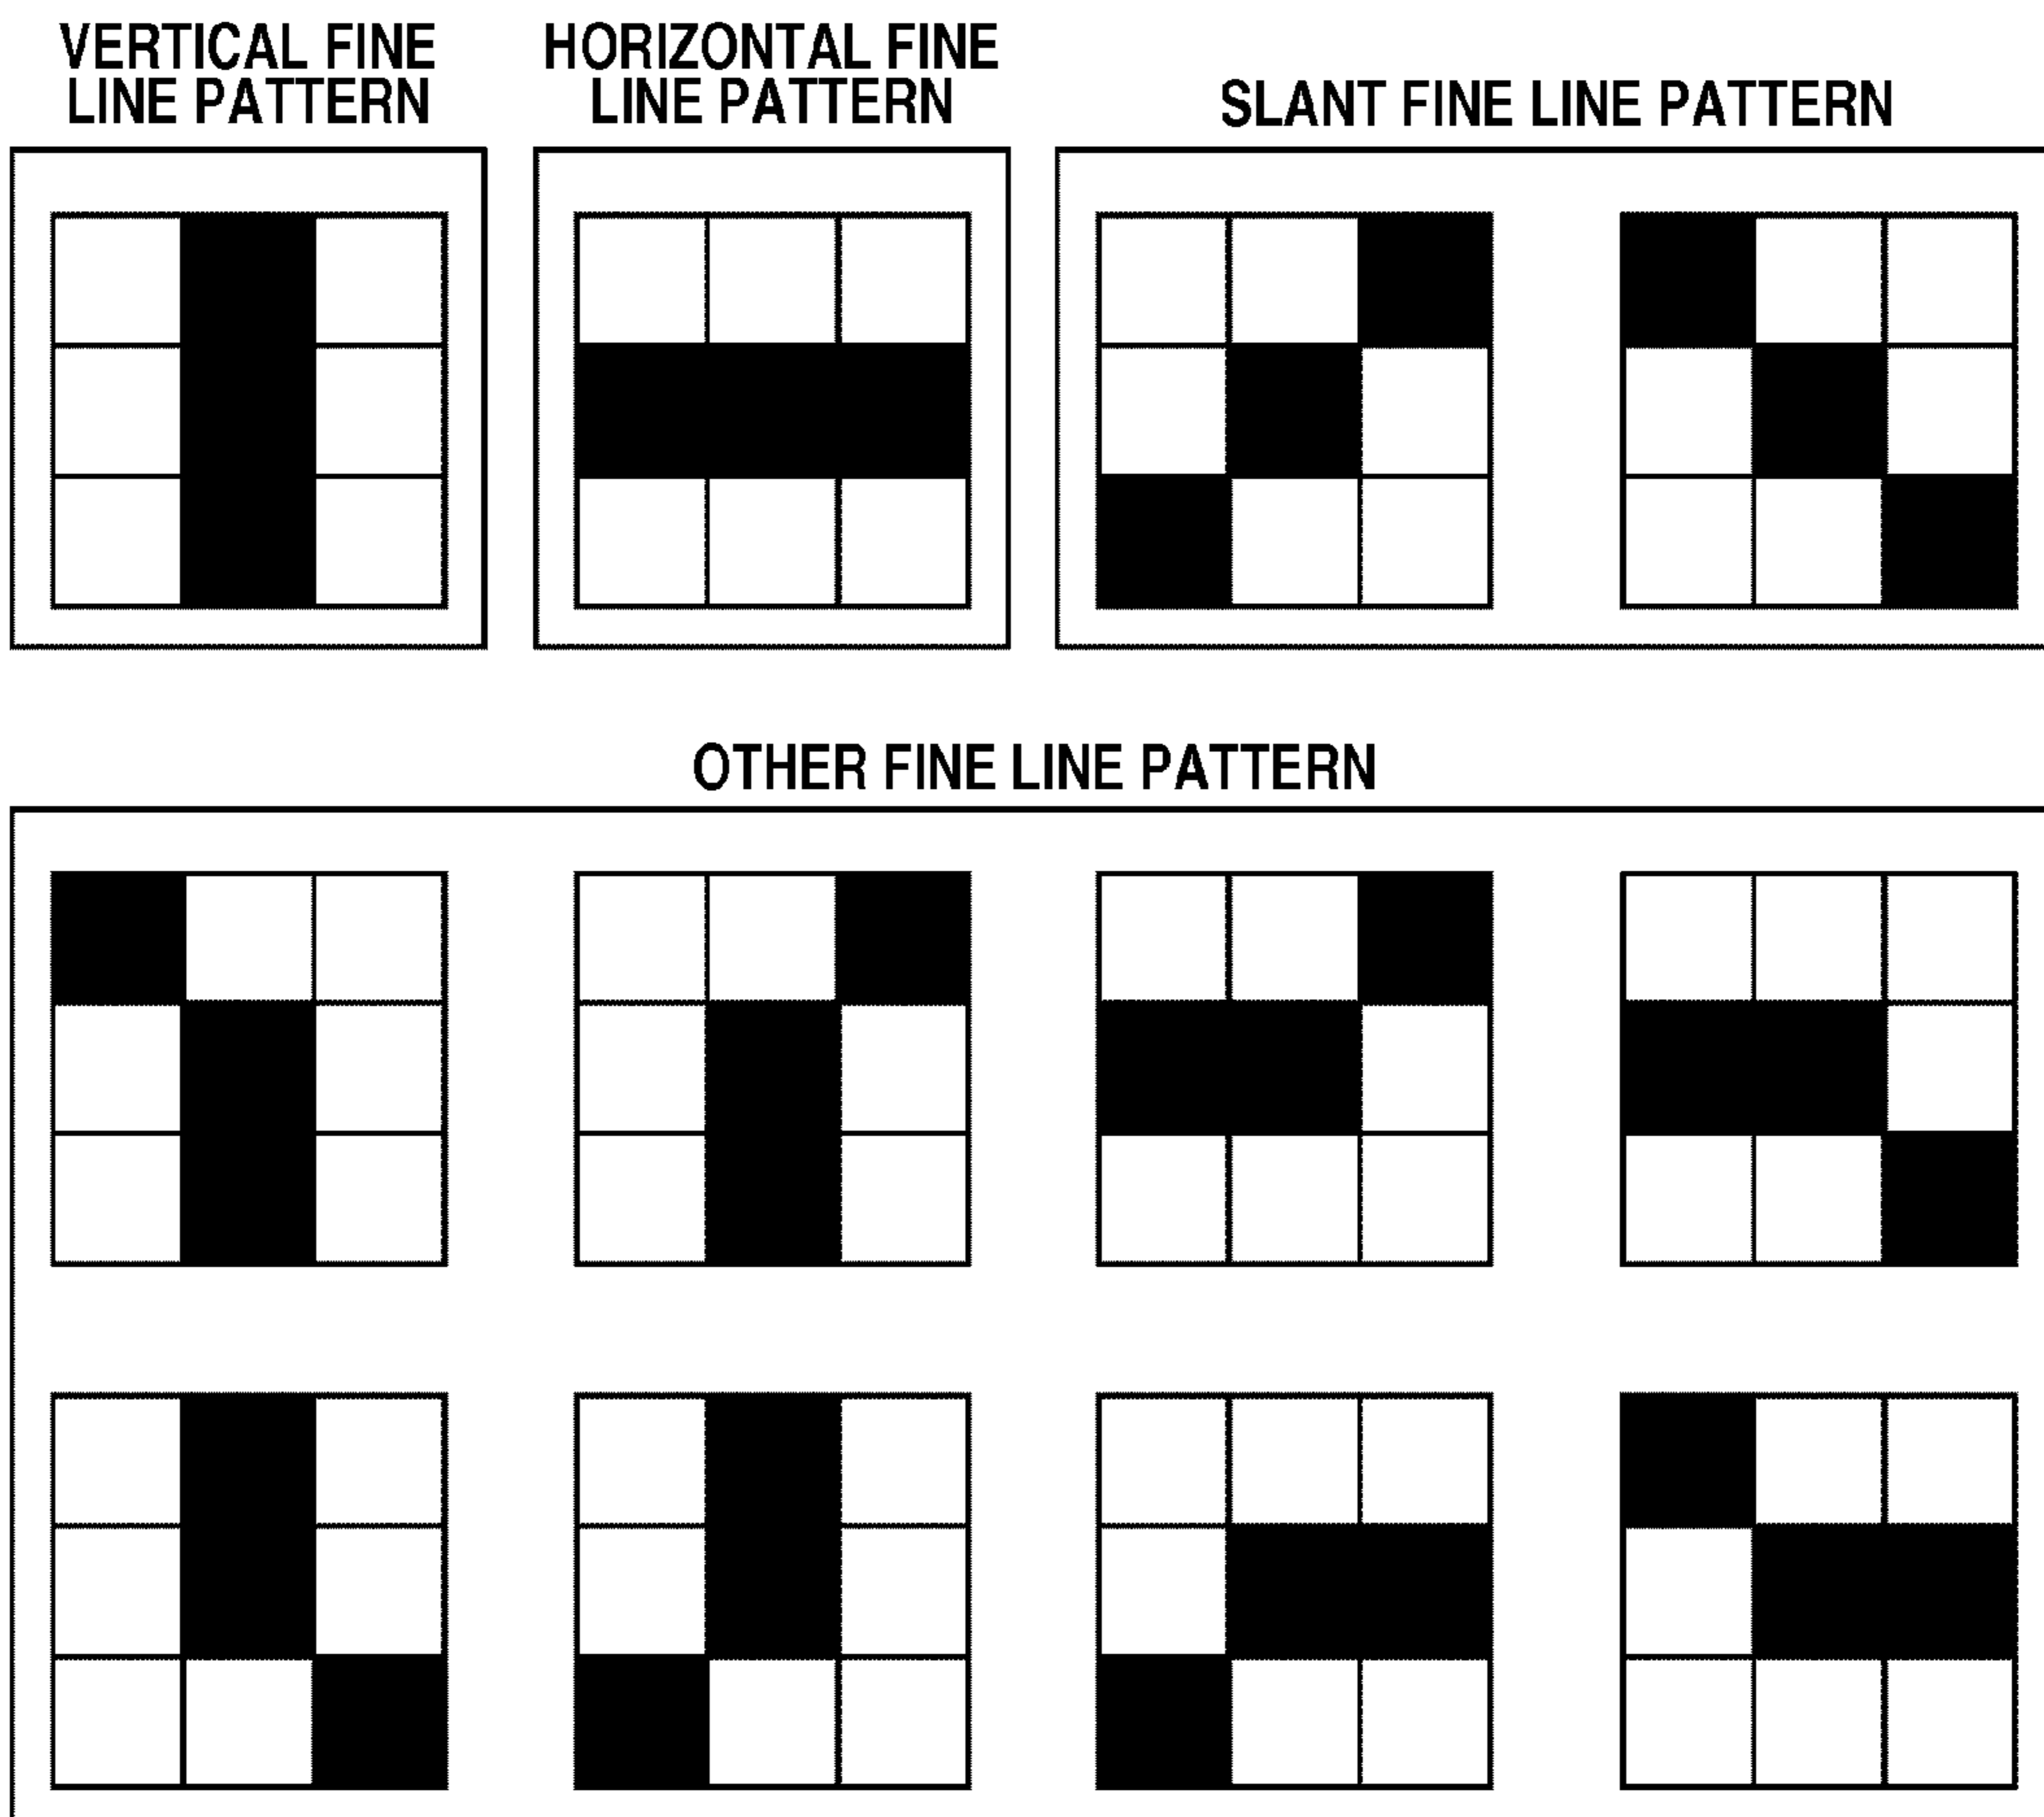 VERTICAL FINE
LINE PATTERN
HORIZONTAL FINE
LINE PATTERN
SLANT FINE LINE PATTERN
OTHER FINE LINE PATTERN